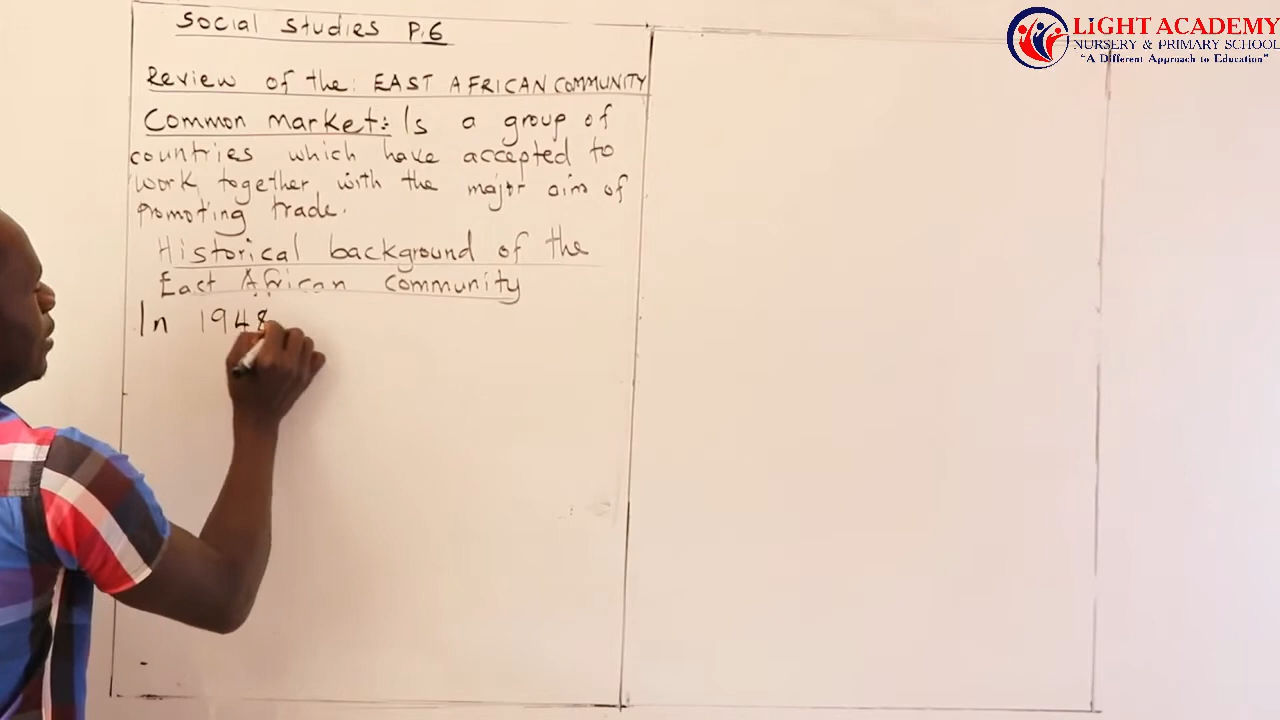 Social Studies P.6
Review of the: EAST AFRICAN COMMUNITY
Common market: Is a group of
countries which have accepted to
work together with the major aim of
promoting trade.
Historical background of the
East African Community
In 1948
LIGHT ACADEMY
NURSERY & PRIMARY SCHOOL
"A Different Approach to Education"